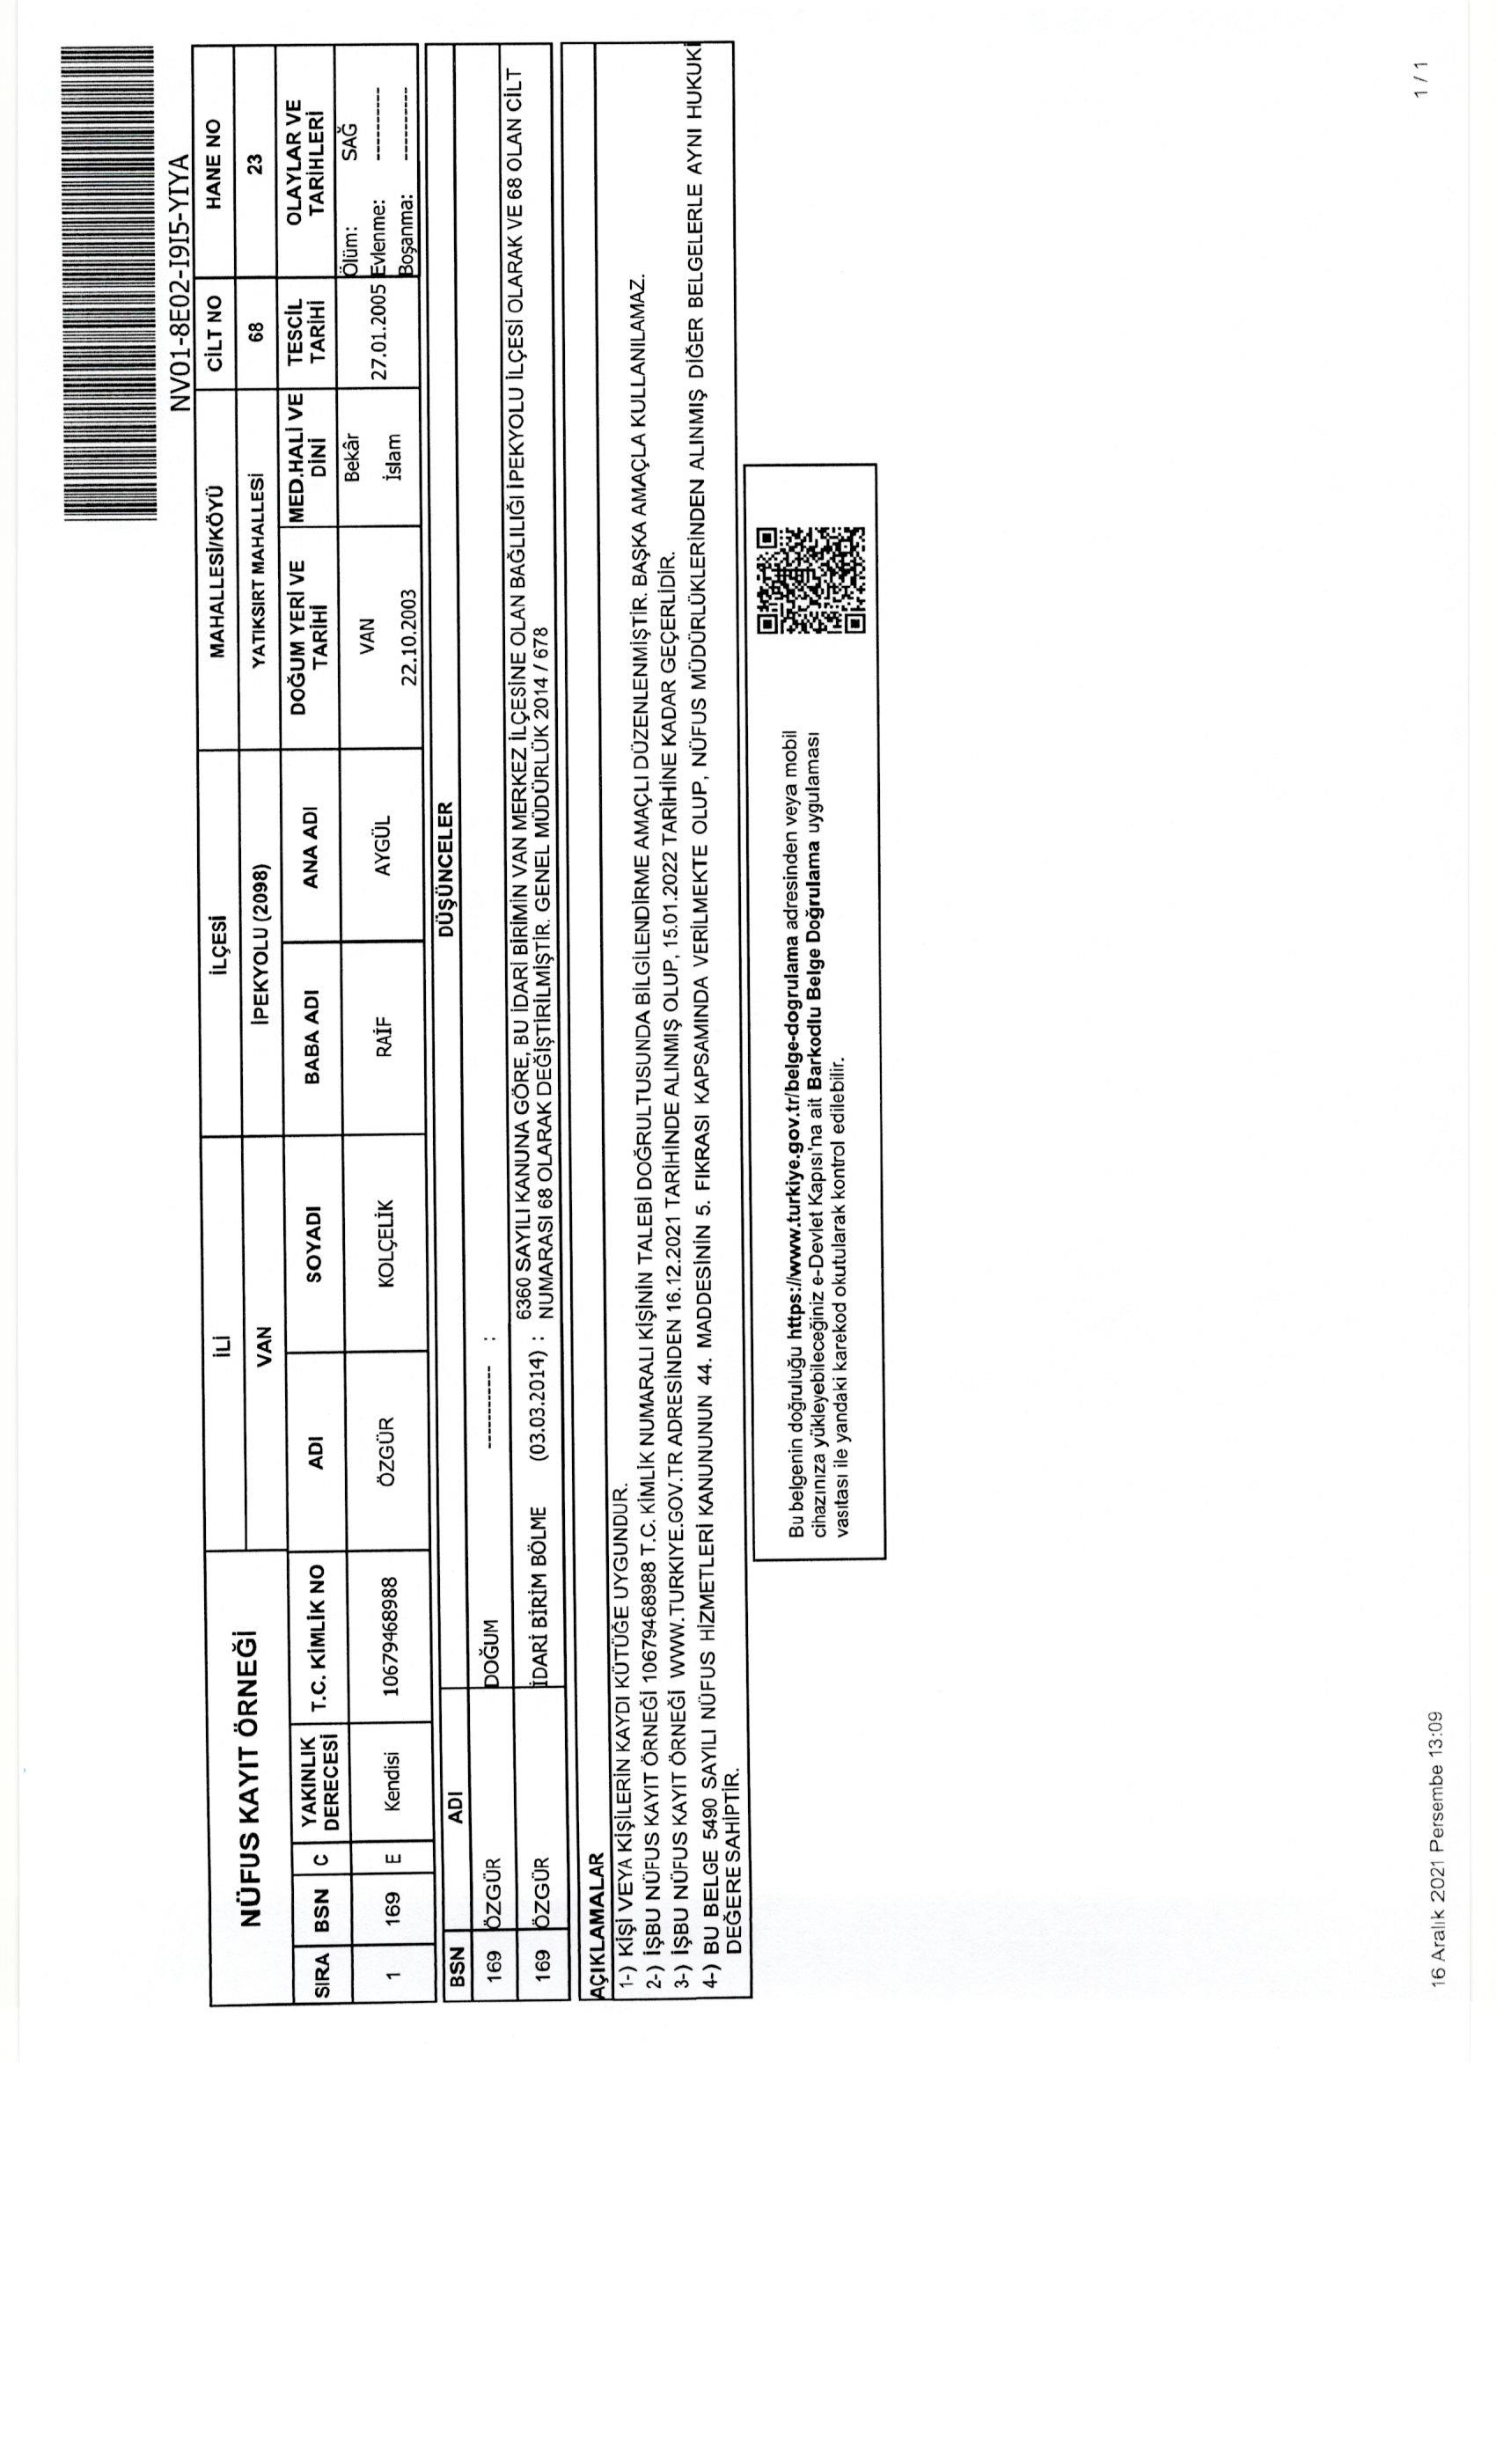 NV01-8E02-I9I5-YIYA
NÜFUS KAYIT ÖRNEĞİ
İLİ İLÇESİ MAHALLESİ/KÖYÜ CİLT NO HANE NO
VAN İPEKYOLU (2098) YATIKSIRT MAHALLESİ 68 23
SIRA BSN C YAKINLIK DERECESİ T.C. KİMLİK NO ADI SOYADI BABA ADI ANA ADI DOĞUM YERİ VE TARİHİ MED.HALİ VE DİNİ TESCİL TARİHİ OLAYLAR VE TARİHLERİ
1 169 E Kendisi 10679468988 ÖZGÜR KOLÇELİK RAİF AYGÜL VAN 22.10.2003 Bekâr İslam 27.01.2005
Ölüm: SAĞ
Evlenme: ----------
Boşanma: ----------
BSN ADI DÜŞÜNCELER
169 ÖZGÜR DOĞUM ------------ :
169 ÖZGÜR İDARİ BİRİM BÖLME (03.03.2014) : 6360 SAYILI KANUNA GÖRE, BU İDARİ BİRİMİN VAN MERKEZ İLÇESİNE OLAN BAĞLILIĞI İPEKYOLU İLÇESİ OLARAK VE 68 OLAN CİLT
NUMARASI 68 OLARAK DEĞİŞTİRİLMİŞTİR. GENEL MÜDÜRLÜK 2014 / 678
AÇIKLAMALAR
1-) KİŞİ VEYA KİŞİLERİN KAYDI KÜTÜĞE UYGUNDUR.
2-) İŞBU NÜFUS KAYIT ÖRNEĞİ 10679468988 T.C. KİMLİK NUMARALI KİŞİNİN TALEBİ DOĞRULTUSUNDA BİLGİLENDİRME AMAÇLI DÜZENLENMİŞTİR. BAŞKA AMAÇLA KULLANILAMAZ.
3-) İŞBU NÜFUS KAYIT ÖRNEĞİ WWW.TURKIYE.GOV.TR ADRESİNDEN 16.12.2021 TARİHİNDE ALINMIŞ OLUP, 15.01.2022 TARİHİNE KADAR GEÇERLİDİR.
4-) BU BELGE 5490 SAYILI NÜFUS HİZMETLERİ KANUNUNUN 44. MADDESİNİN 5. FIKRASI KAPSAMINDA VERİLMEKTE OLUP, NÜFUS MÜDÜRLÜKLERİNDEN ALINMIŞ DİĞER BELGELERLE AYNI HUKUKİ
DEĞERE SAHİPTİR.
Bu belgenin doğruluğu https://www.turkiye.gov.tr/belge-dogrulama adresinden veya mobil
cihazınıza yükleyebileceğiniz e-Devlet Kapısı'na ait Barkodlu Belge Doğrulama uygulaması
vasıtası ile yandaki karekod okutularak kontrol edilebilir.
16 Aralık 2021 Persembe 13:09
1 / 1